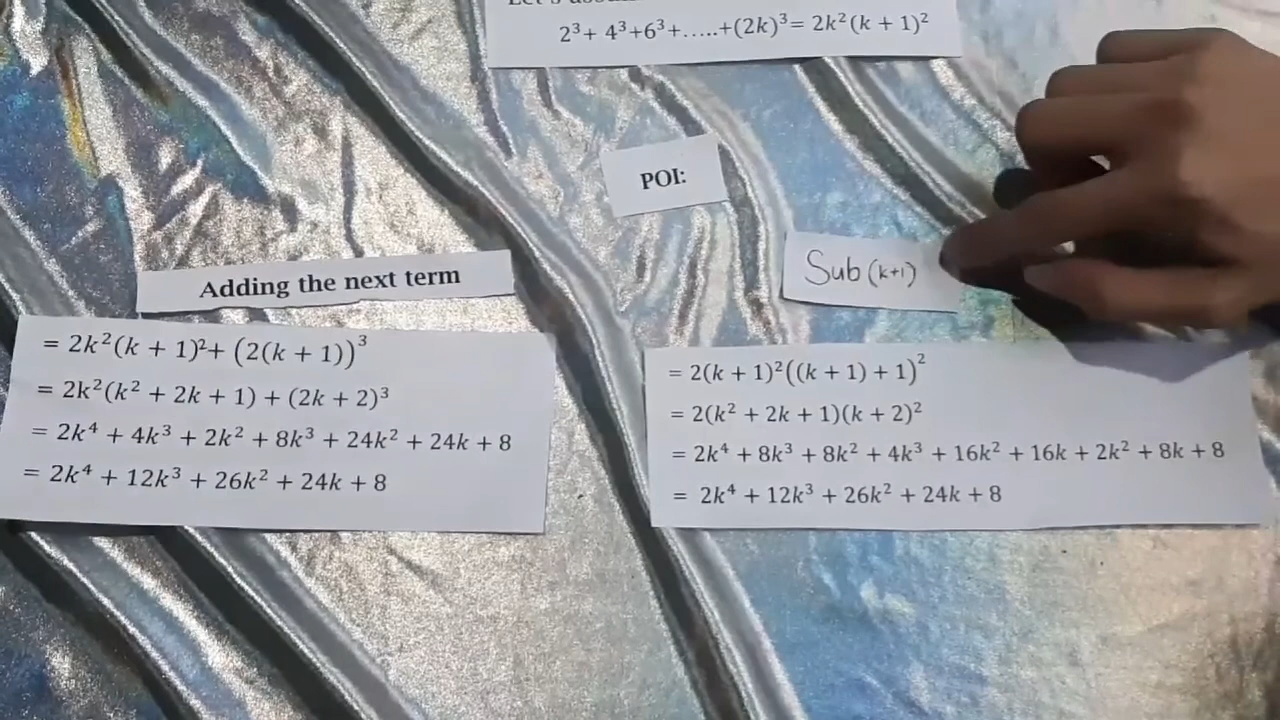 2³+ 4³+6³+.....+(2k)³= 2k²(k + 1)²
POI:
Sub (k+1)
Adding the next term
= 2k²(k + 1)²+ (2(k + 1))³
= 2k²(k² + 2k + 1) + (2k + 2)³
= 2k⁴ + 4k³ + 2k² + 8k³ + 24k² + 24k + 8
= 2k⁴ + 12k³ + 26k² + 24k + 8
= 2(k + 1)²((k + 1) + 1)²
= 2(k² + 2k + 1)(k + 2)²
= 2k⁴ + 8k³ + 8k² + 4k³ + 16k² + 16k + 2k² + 8k + 8
= 2k⁴ + 12k³ + 26k² + 24k + 8